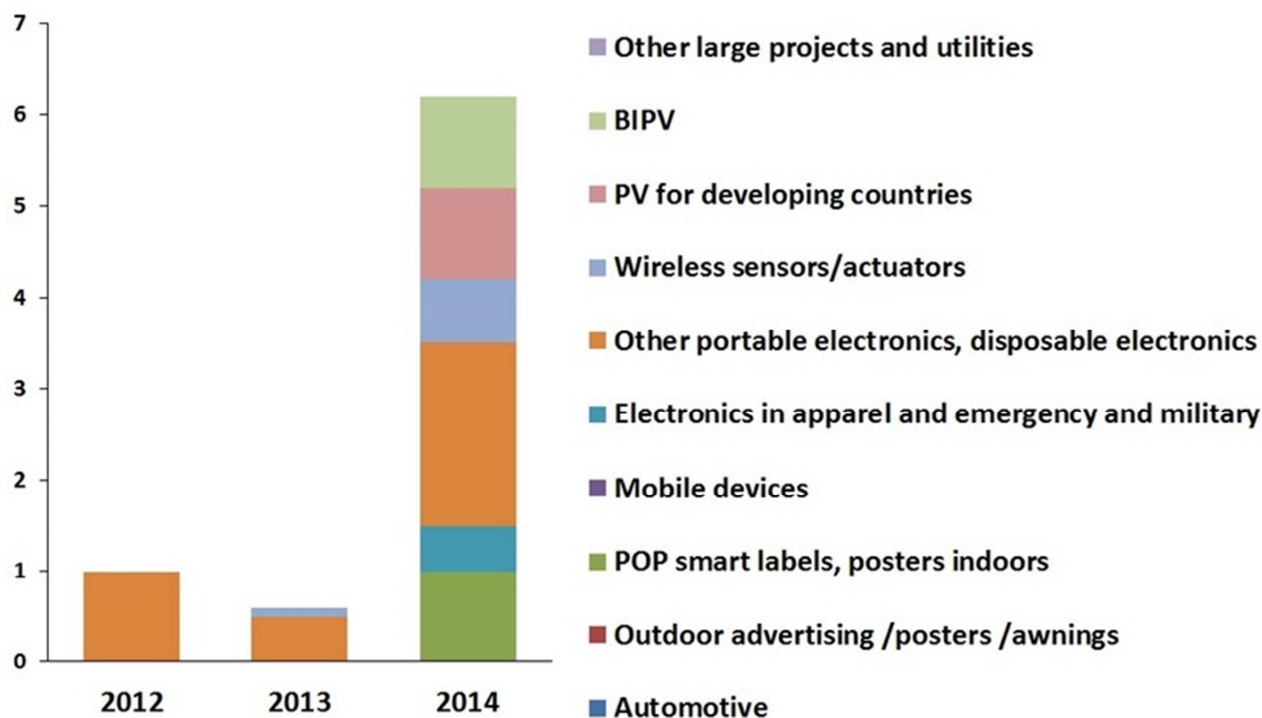 7
6
5
4
3
2
1
0
2012 2013 2014
Other large projects and utilities
BIPV
PV for developing countries
Wireless sensors/actuators
Other portable electronics, disposable electronics
Electronics in apparel and emergency and military
Mobile devices
POP smart labels, posters indoors
Outdoor advertising /posters /awnings
Automotive